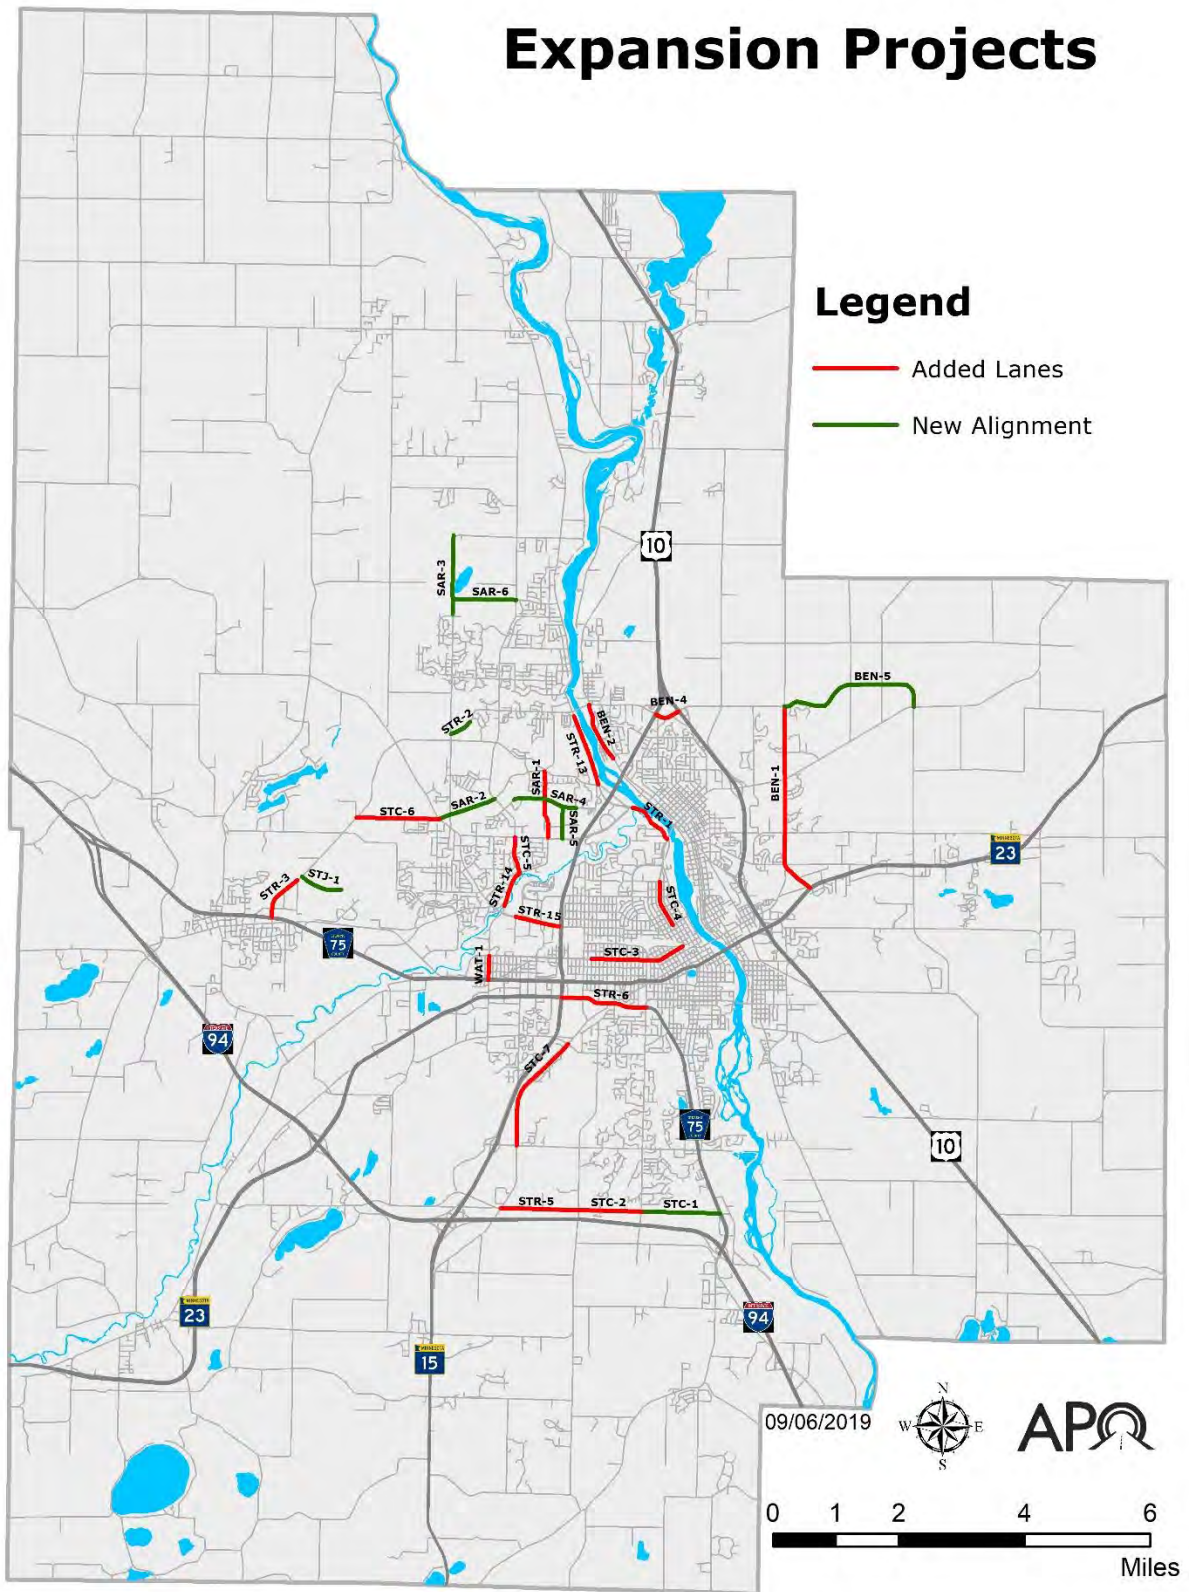 Expansion Projects
Legend
Added Lanes
New Alignment
10
SAR-3
SAR-6
BEN-5
BEN-4
STR-2
BEN-2
STR-13
SAR-1
BEN-1
SAR-2
SAR-4
STC-6
STR-1
SAR-5
STC-5
23
STR-3
STJ-1
STR-14
STC-4
STR-15
75
STC-3
WAT-1
STR-6
94
STC-7
75
10
STR-5
STC-2
STC-1
23
94
15
09/06/2019
N
W
E
S
APO
0 1 2 4 6
Miles